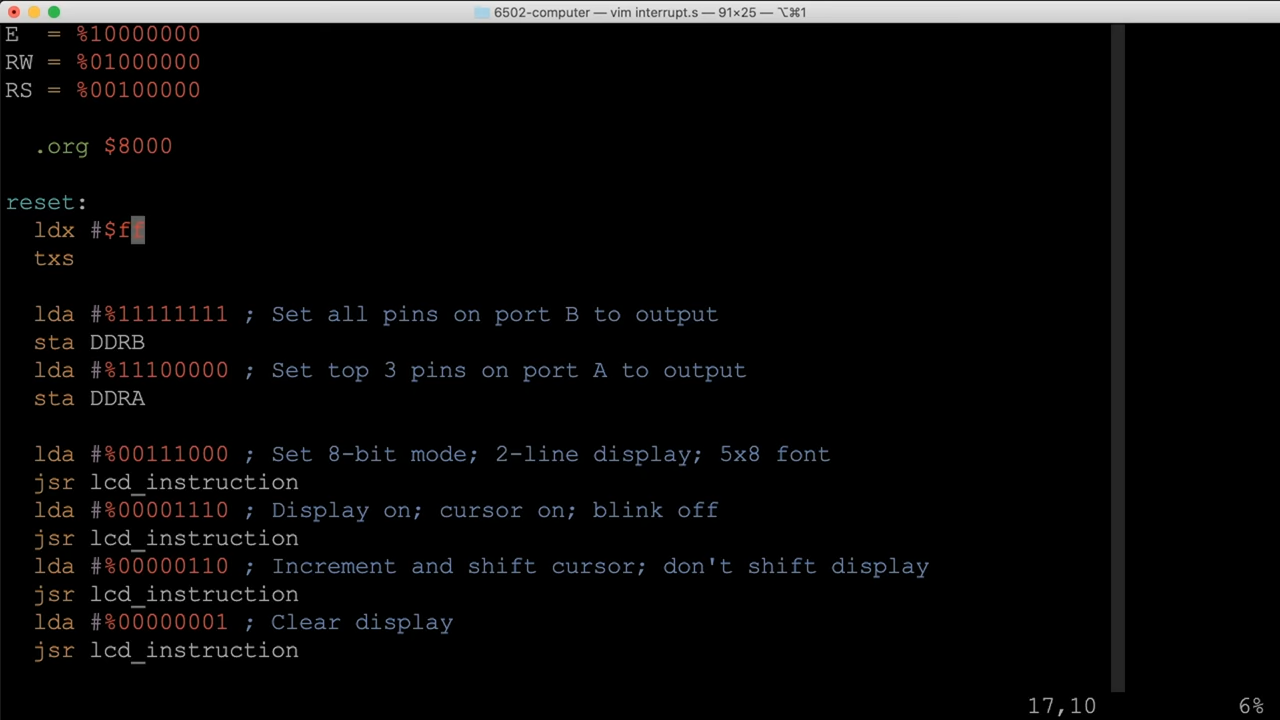 6502-computer — vim interrupt.s — 91×25 — ⌥⌘1
E  = %10000000
RW = %01000000
RS = %00100000
.org $8000
reset:
ldx #$ff
txs
lda #%11111111 ; Set all pins on port B to output
sta DDRB
lda #%11100000 ; Set top 3 pins on port A to output
sta DDRA
lda #%00111000 ; Set 8-bit mode; 2-line display; 5x8 font
jsr lcd_instruction
lda #%00001110 ; Display on; cursor on; blink off
jsr lcd_instruction
lda #%00000110 ; Increment and shift cursor; don't shift display
jsr lcd_instruction
lda #%00000001 ; Clear display
jsr lcd_instruction
17,10 6%